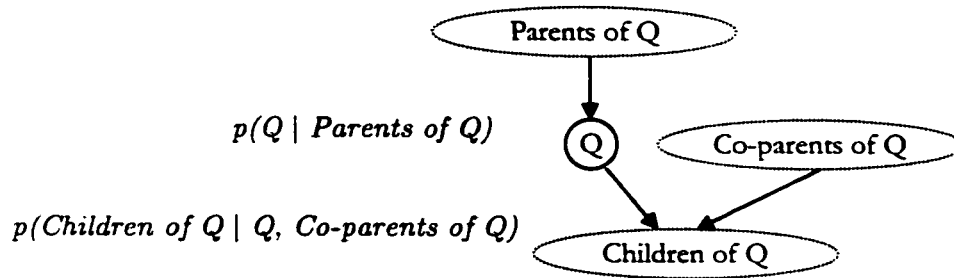 Parents of Q
p(Q | Parents of Q)
Q
Co-parents of Q
p(Children of Q | Q, Co-parents of Q)
Children of Q